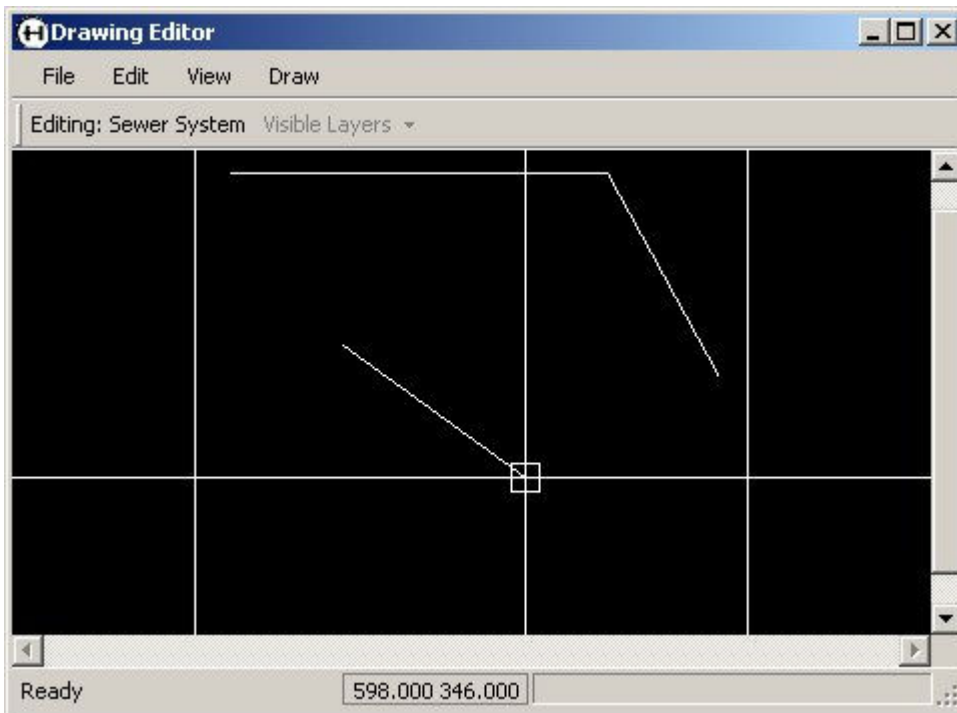 Drawing Editor
File Edit View Draw
Editing: Sewer System Visible Layers
Ready 598.000 346.000